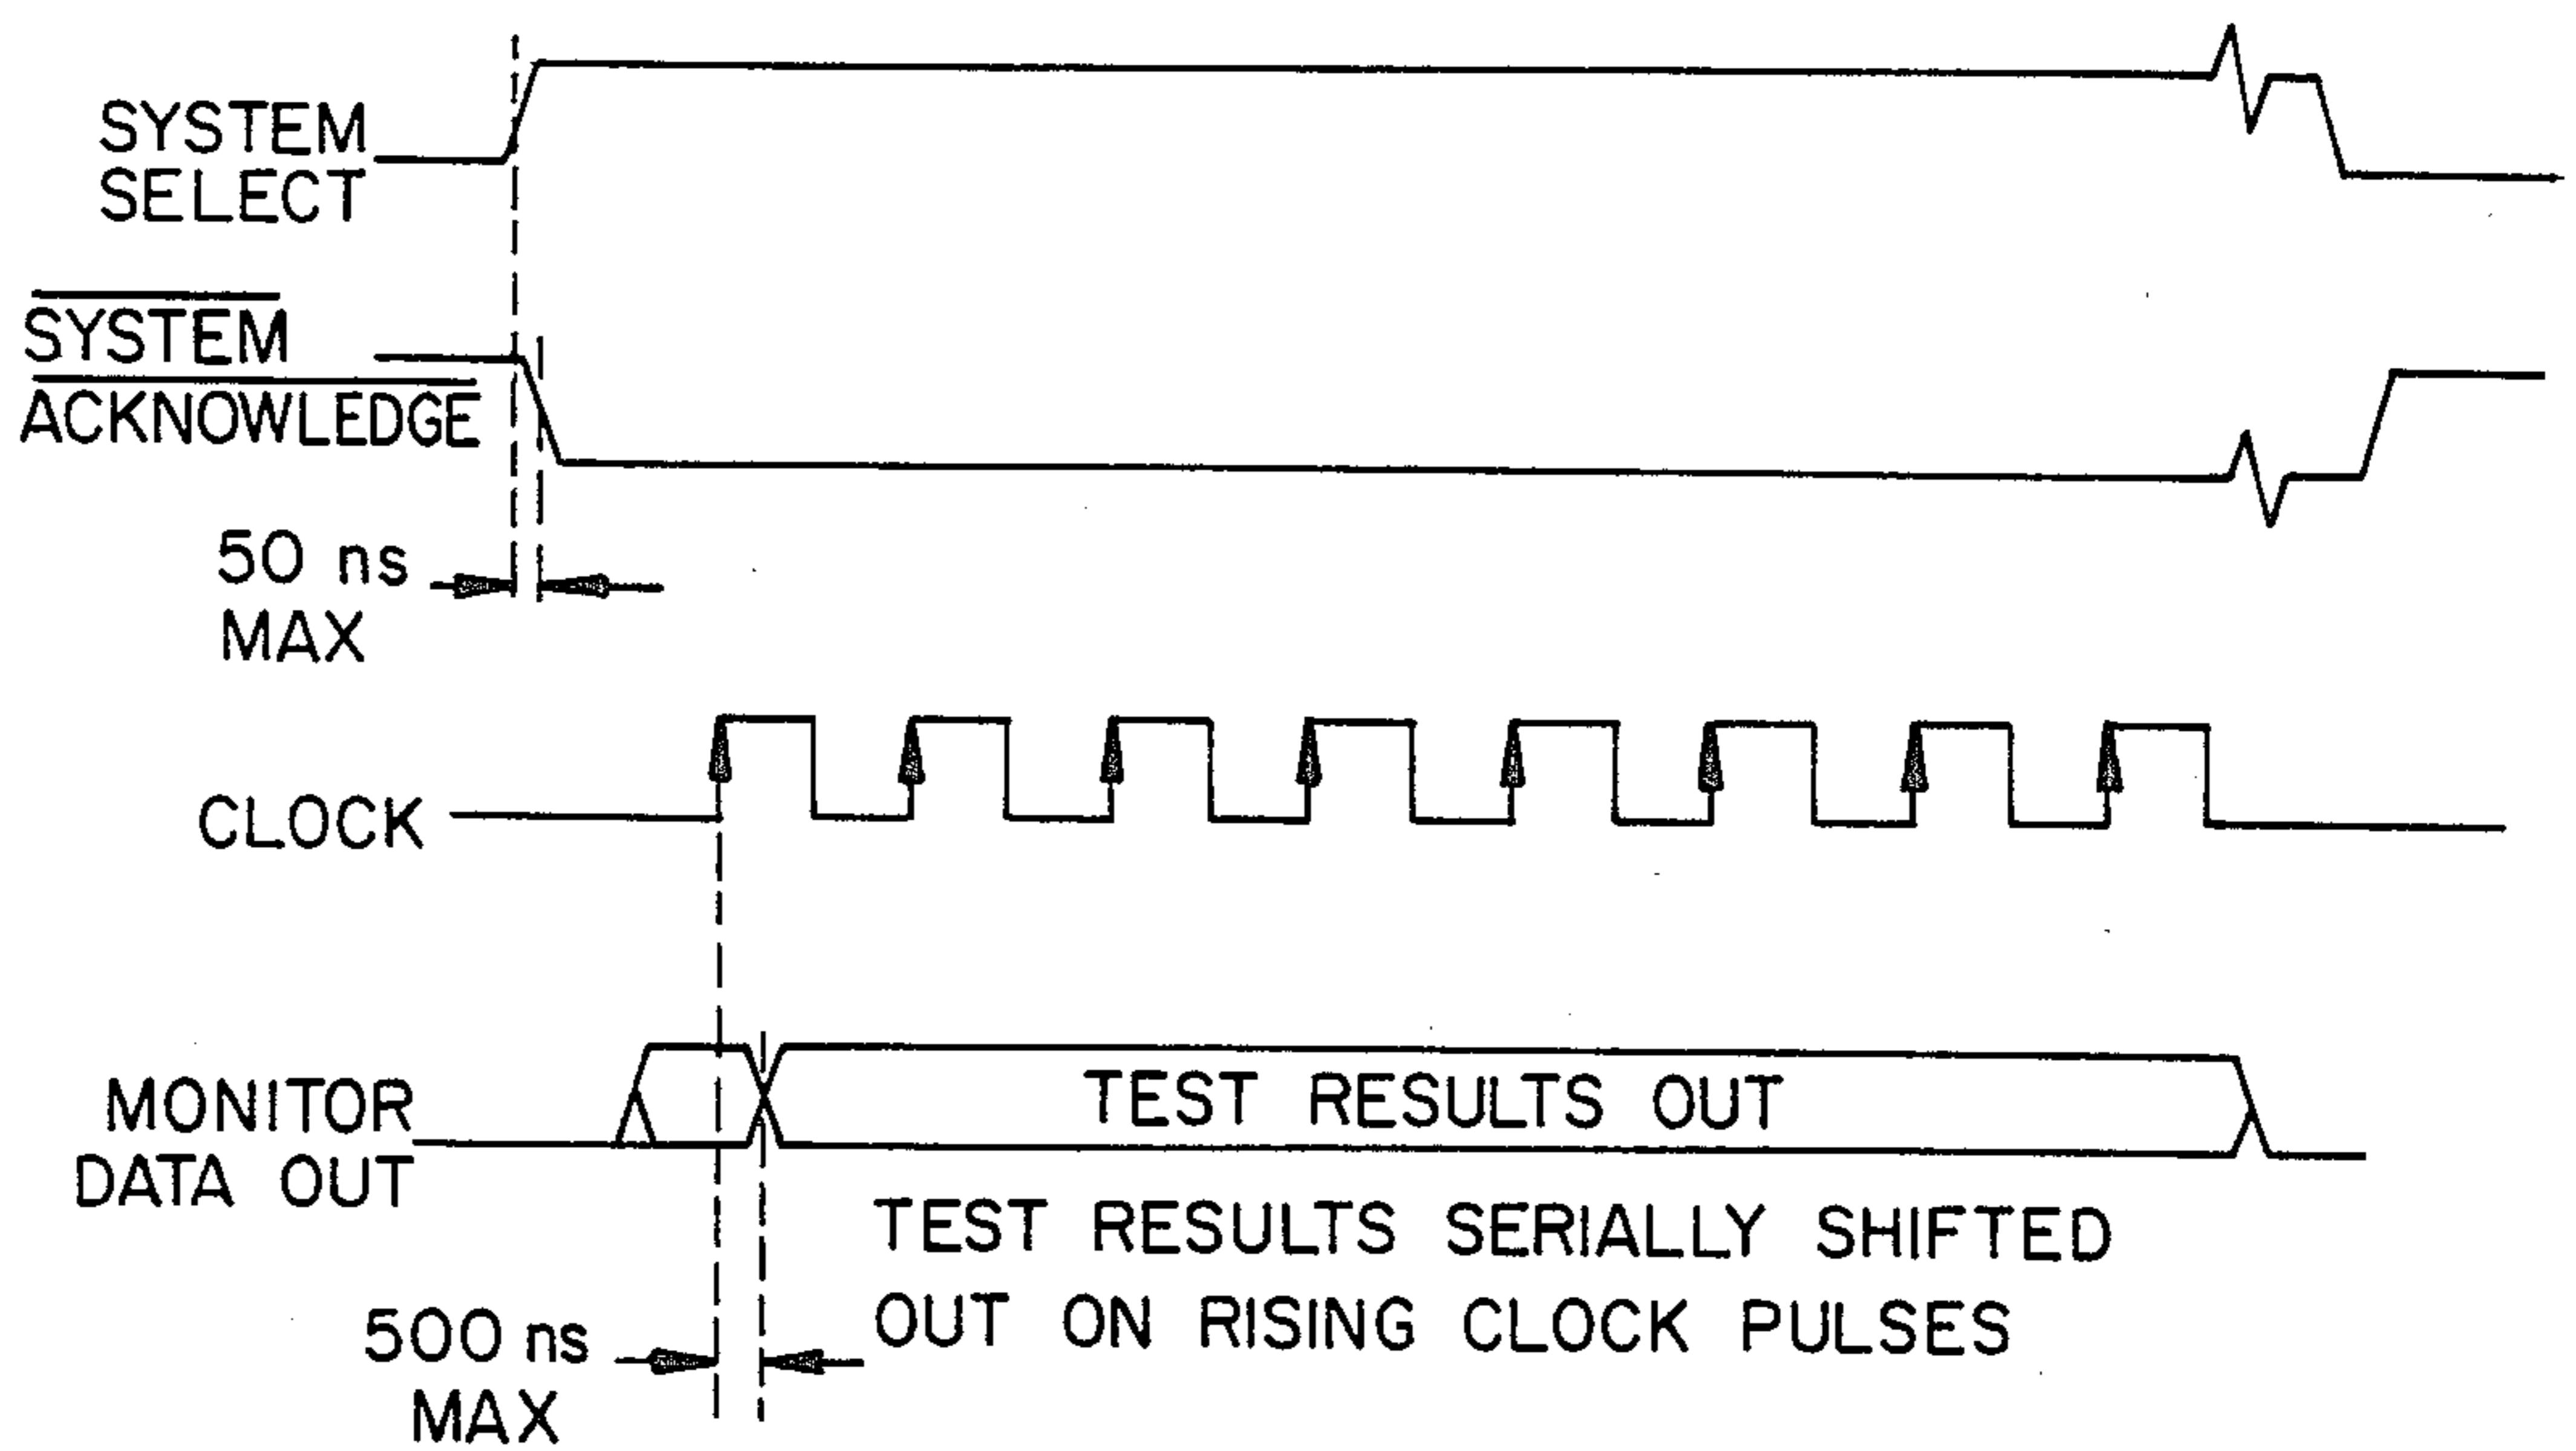 SYSTEM
SELECT
SYSTEM
ACKNOWLEDGE
50 ns
MAX
CLOCK
MONITOR
DATA OUT
TEST RESULTS OUT
TEST RESULTS SERIALLY SHIFTED
OUT ON RISING CLOCK PULSES
500 ns
MAX